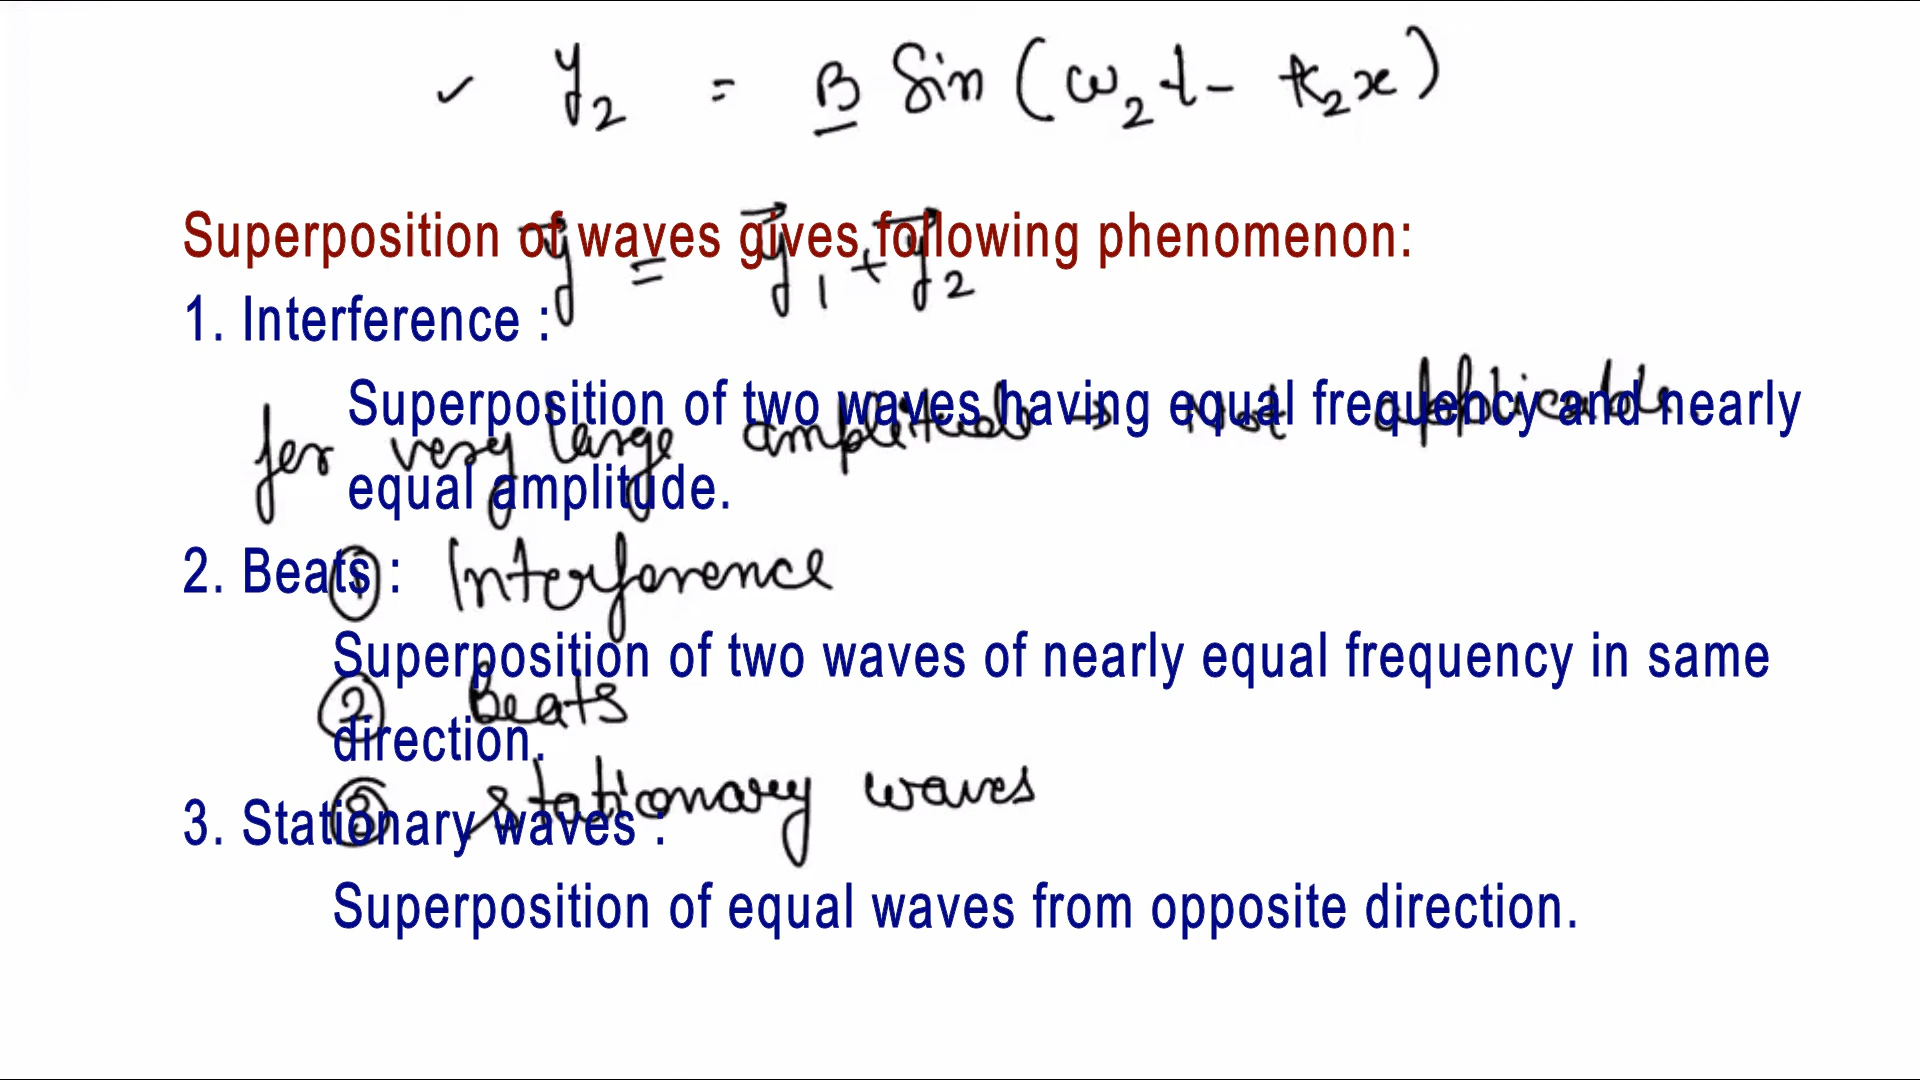 y₂ = B Sin (ω₂t - k₂x)
Superposition of waves gives following phenomenon:
y = y₁ + y₂
1. Interference :
Superposition of two waves having equal frequency and nearly
for very large amplitude → Not applicable
equal amplitude.
2. Beats :
① Interference
Superposition of two waves of nearly equal frequency in same
② Beats
direction.
③ stationary waves
3. Stationary waves :
Superposition of equal waves from opposite direction.